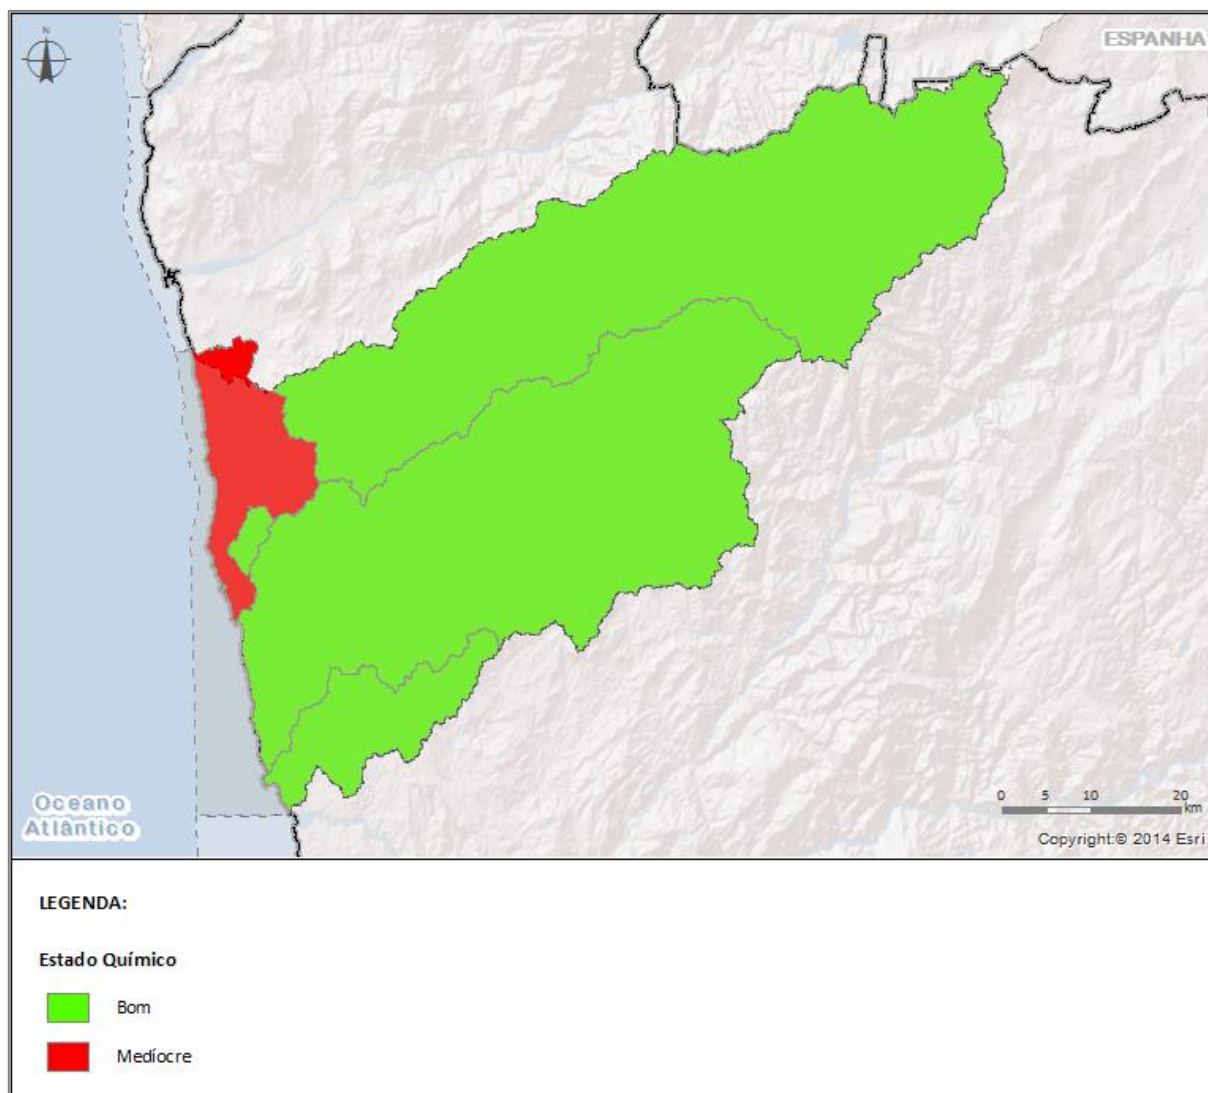 N
ESPANHA
Oceano
Atlântico
0 5 10 20
km
Copyright:© 2014 Esri
LEGENDA:
Estado Químico
Bom
Medíocre